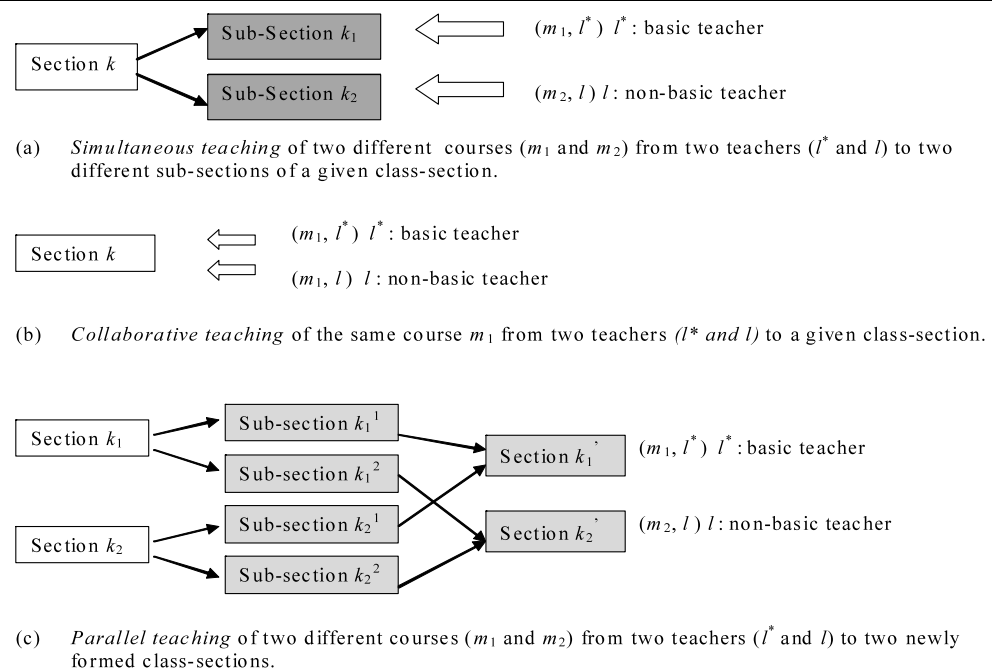 Section k
Sub-Section k₁
(m₁, l*) l*: basic teacher
Sub-Section k₂
(m₂, l) l: non-basic teacher
(a) Simultaneous teaching of two different courses (m₁ and m₂) from two teachers (l* and l) to two
different sub-sections of a given class-section.
Section k
(m₁, l*) l*: basic teacher
(m₁, l) l: non-basic teacher
(b) Collaborative teaching of the same course m₁ from two teachers (l* and l) to a given class-section.
Section k₁
Sub-section k₁¹
Sub-section k₁²
Section k₂
Sub-section k₂¹
Sub-section k₂²
Section k₁’
(m₁, l*) l*: basic teacher
Section k₂’
(m₂, l) l: non-basic teacher
(c) Parallel teaching of two different courses (m₁ and m₂) from two teachers (l* and l) to two newly
formed class-sections.